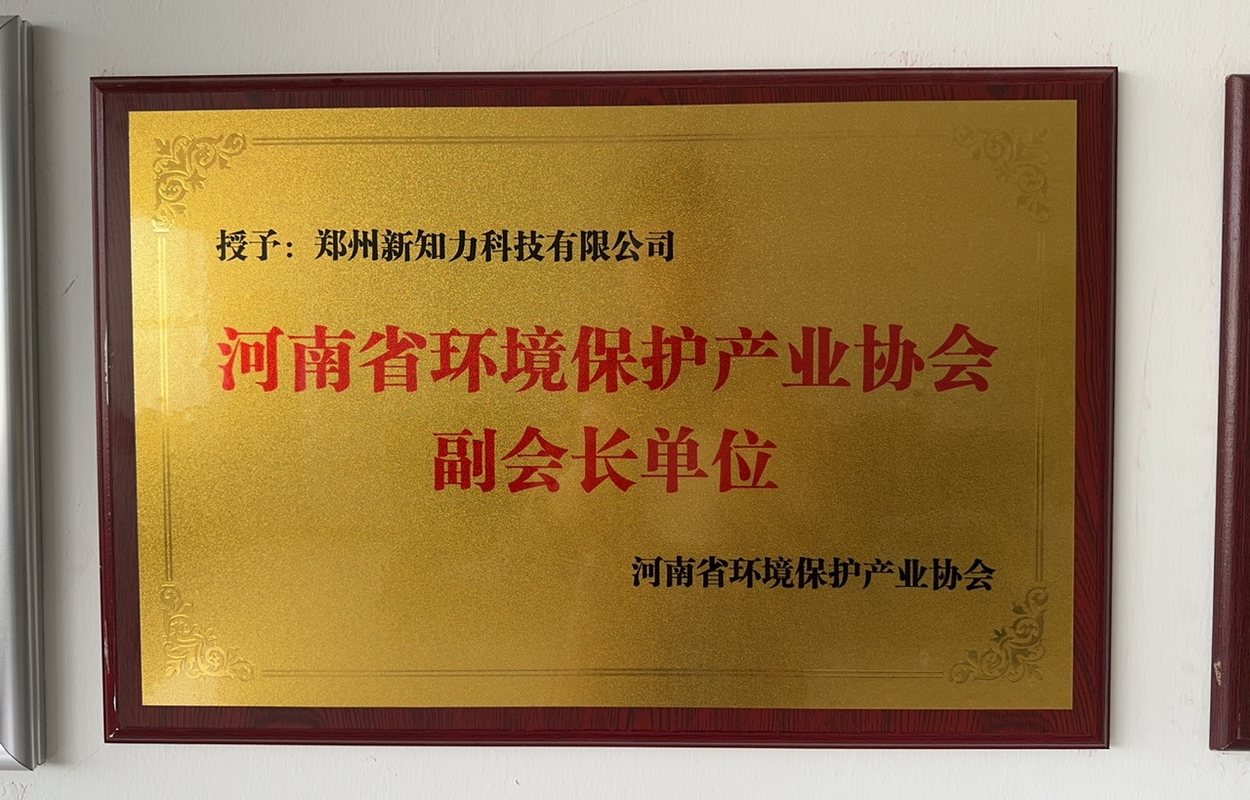 授予：郑州新知力科技有限公司
河南省环境保护产业协会
副会长单位
河南省环境保护产业协会